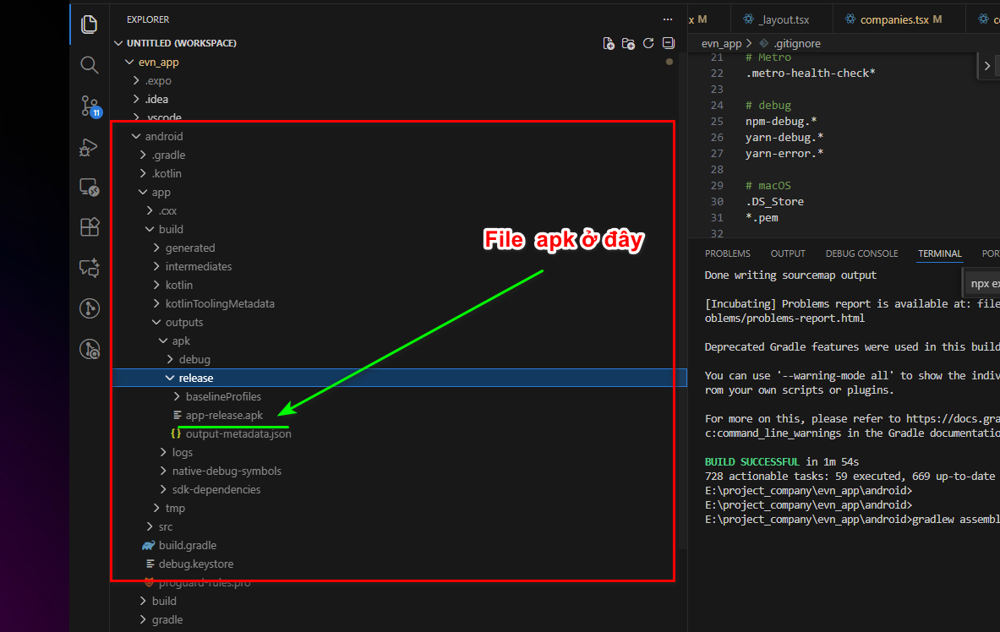 EXPLORER
UNTITLED (WORKSPACE)
evn_app
.expo
.idea
.vscode
android
.gradle
.kotlin
app
.cxx
build
generated
intermediates
kotlin
kotlinToolingMetadata
outputs
apk
debug
release
baselineProfiles
app-release.apk
{} output-metadata.json
logs
native-debug-symbols
sdk-dependencies
tmp
src
build.gradle
debug.keystore
proguard-rules.pro
build
gradle
11
File apk ở đây
x M _layout.tsx companies.tsx M c
evn_app > .gitignore
21 # Metro
22 .metro-health-check*
23
24 # debug
25 npm-debug.*
26 yarn-debug.*
27 yarn-error.*
28
29 # macOS
30 .DS_Store
31 *.pem
32
PROBLEMS OUTPUT DEBUG CONSOLE TERMINAL POR
npx ex
Done writing sourcemap output
[Incubating] Problems report is available at: file
oblems/problems-report.html
Deprecated Gradle features were used in this build
You can use '--warning-mode all' to show the indiv
rom your own scripts or plugins.
For more on this, please refer to https://docs.gra
c:command_line_warnings in the Gradle documentatio
BUILD SUCCESSFUL in 1m 54s
728 actionable tasks: 59 executed, 669 up-to-date
E:\project_company\evn_app\android>
E:\project_company\evn_app\android>
E:\project_company\evn_app\android>gradlew assembl